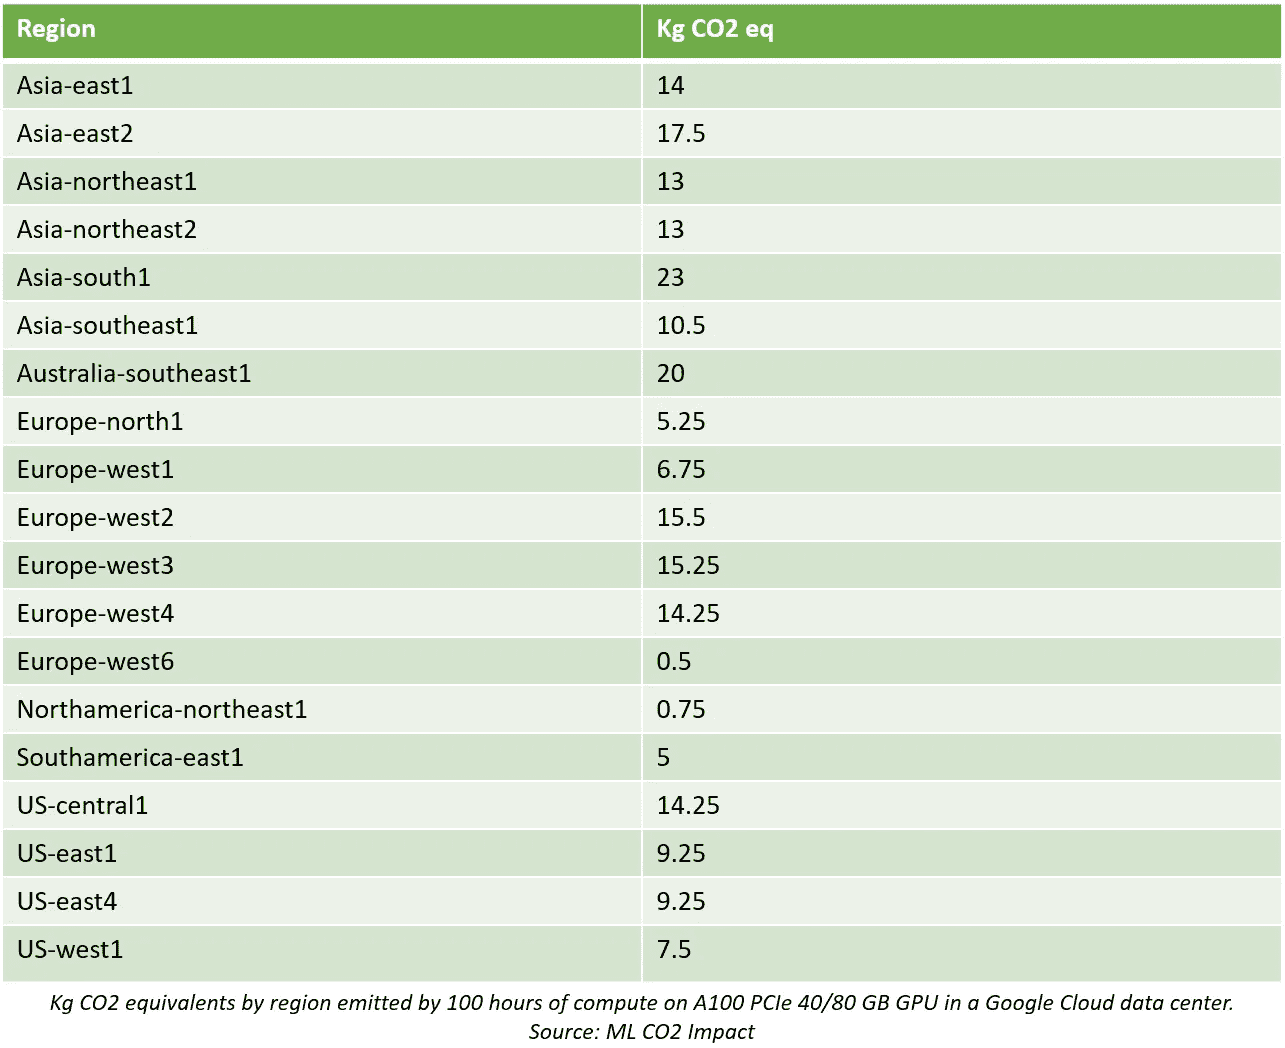 Region Kg CO2 eq
Asia-east1 14
Asia-east2 17.5
Asia-northeast1 13
Asia-northeast2 13
Asia-south1 23
Asia-southeast1 10.5
Australia-southeast1 20
Europe-north1 5.25
Europe-west1 6.75
Europe-west2 15.5
Europe-west3 15.25
Europe-west4 14.25
Europe-west6 0.5
Northamerica-northeast1 0.75
Southamerica-east1 5
US-central1 14.25
US-east1 9.25
US-east4 9.25
US-west1 7.5
Kg CO2 equivalents by region emitted by 100 hours of compute on A100 PCIe 40/80 GB GPU in a Google Cloud data center.
Source: ML CO2 Impact